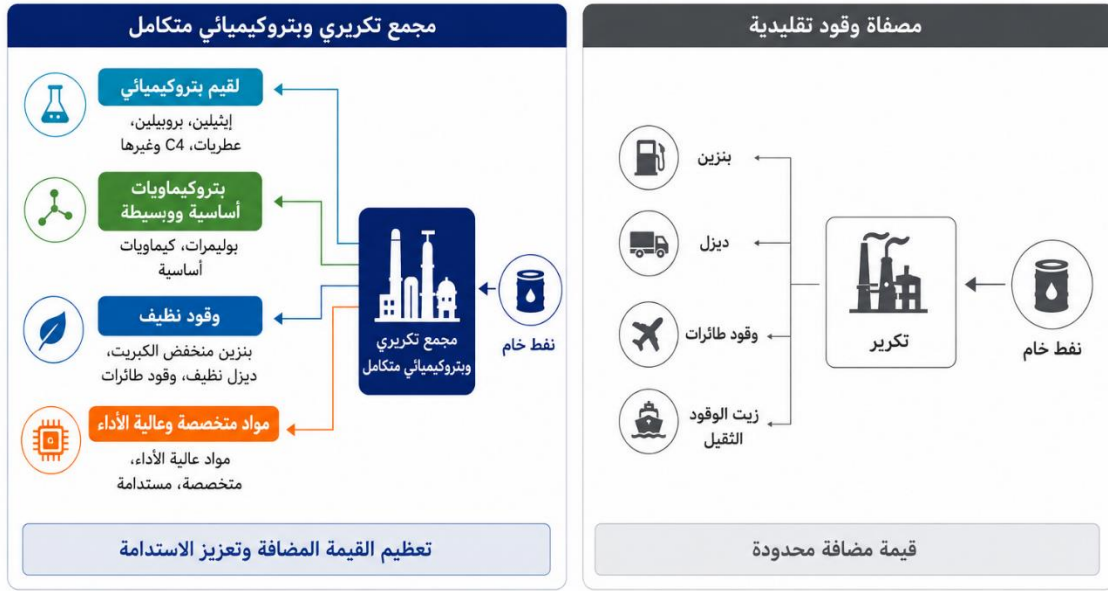 مصفاة وقود تقليدية
نفط خام
تكرير
بنزين
ديزل
وقود طائرات
زيت الوقود
الثقيل
قيمة مضافة محدودة
مجمع تكريري وبتروكيميائي متكامل
نفط خام
مجمع تكريري
وبتروكيميائي متكامل
لقيم بتروكيميائي
إيثيلين، بروبيلين،
عطريات، C4 وغيرها
بتروكيماويات
أساسية ووسيطة
بوليمرات، كيماويات
أساسية
وقود نظيف
بنزين منخفض الكبريت،
ديزل نظيف، وقود طائرات
مواد متخصصة وعالية الأداء
مواد عالية الأداء،
متخصصة، مستدامة
تعظيم القيمة المضافة وتعزيز الاستدامة